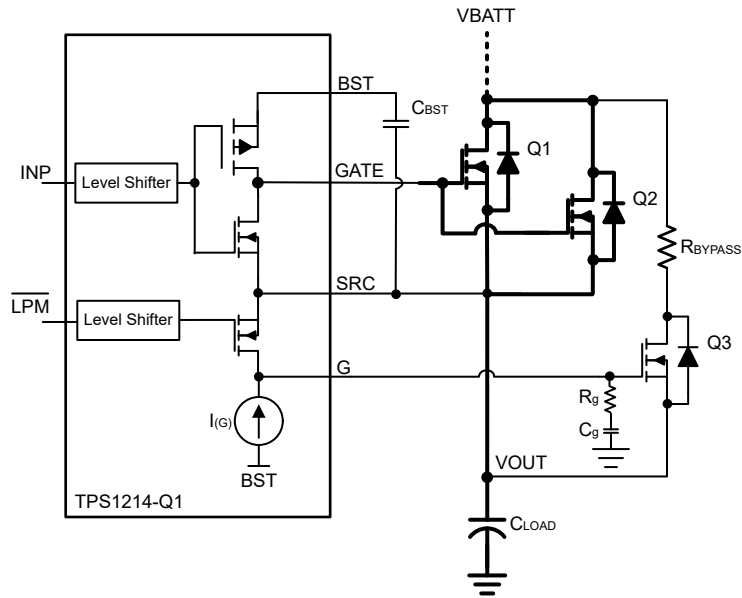 VBATT
BST
CBST
INP
Level Shifter
GATE
Q1
Q2
RBYPASS
LPM
Level Shifter
SRC
Q3
G
I(G)
Rg
Cg
BST
VOUT
TPS1214-Q1
CLOAD